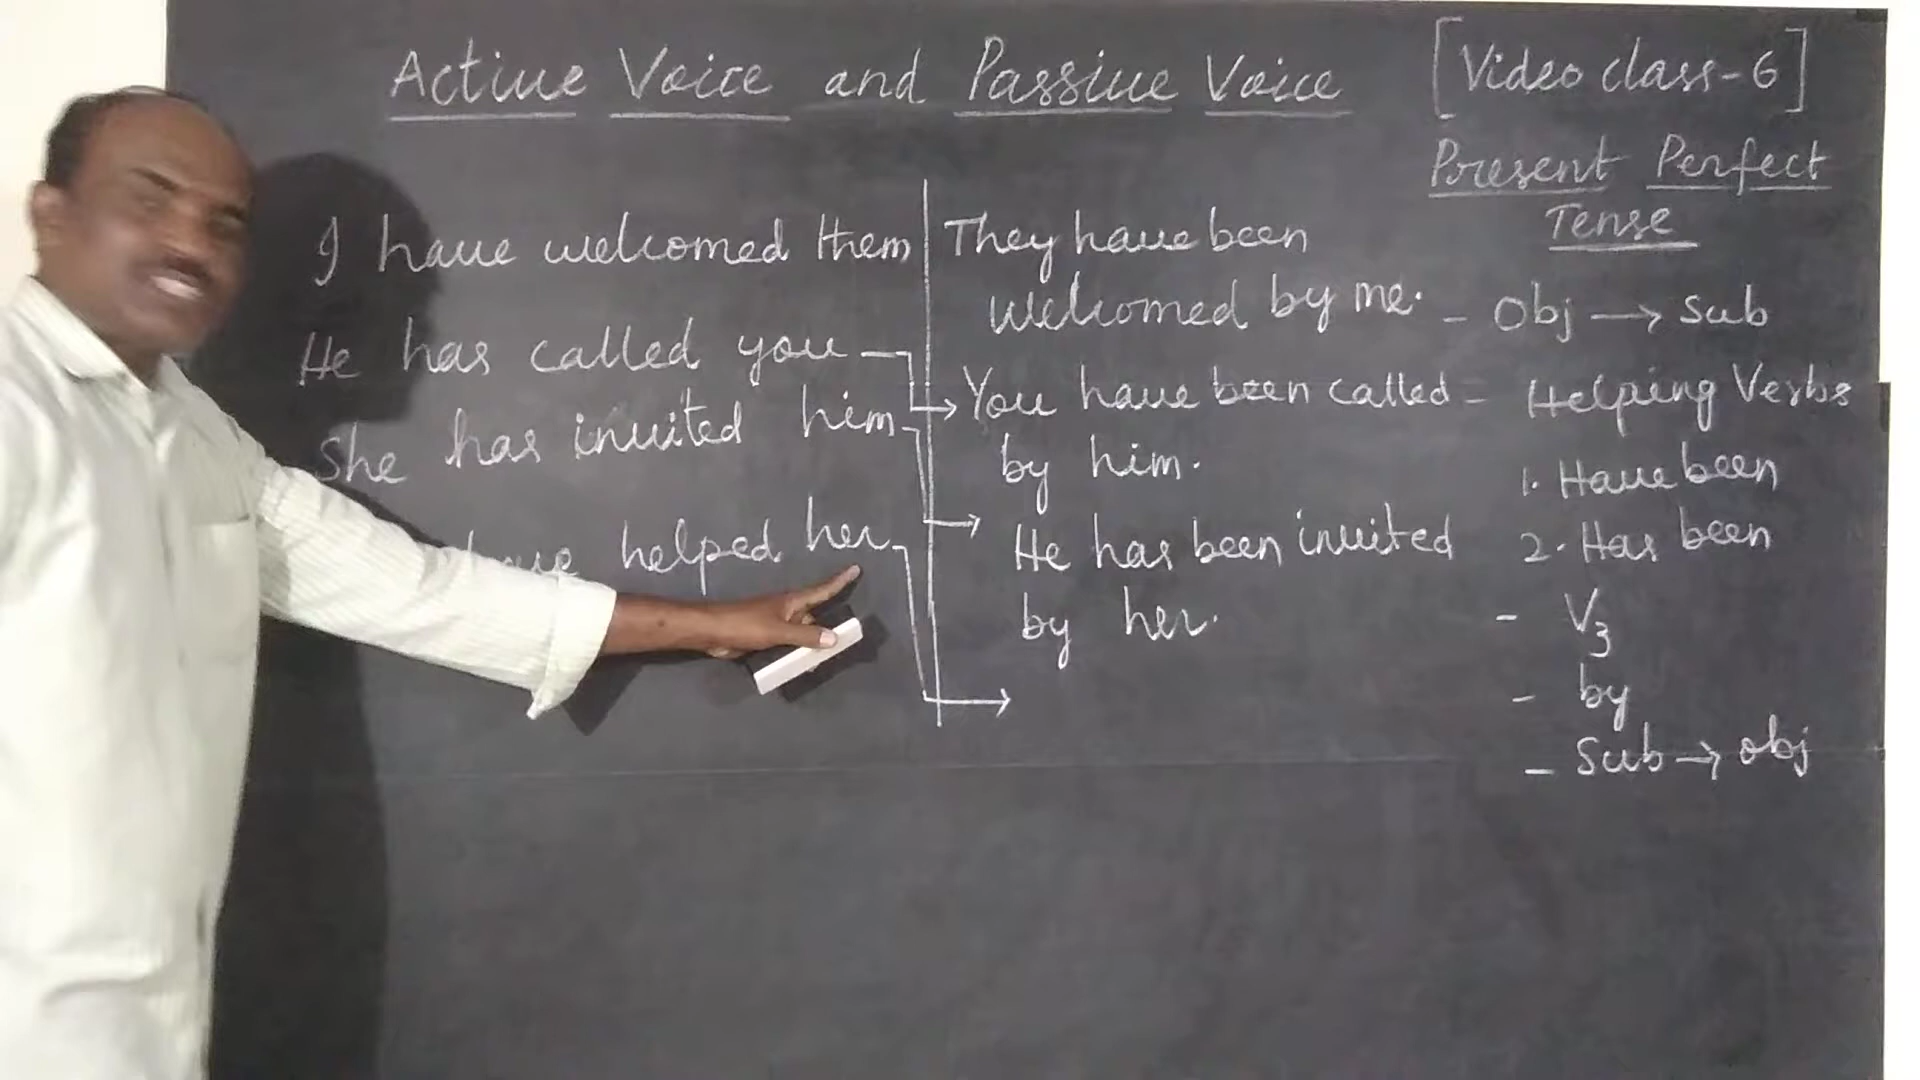 Active Voice and Passive Voice
[Video class-6]
Present Perfect
Tense
I have welcomed them
They have been
welcomed by me.
He has called you
You have been called
by him.
She has invited him
He has been invited
by her.
have helped her
- Obj → Sub
- Helping Verbs
1. Have been
2. Has been
- V3
- by
- Sub → obj